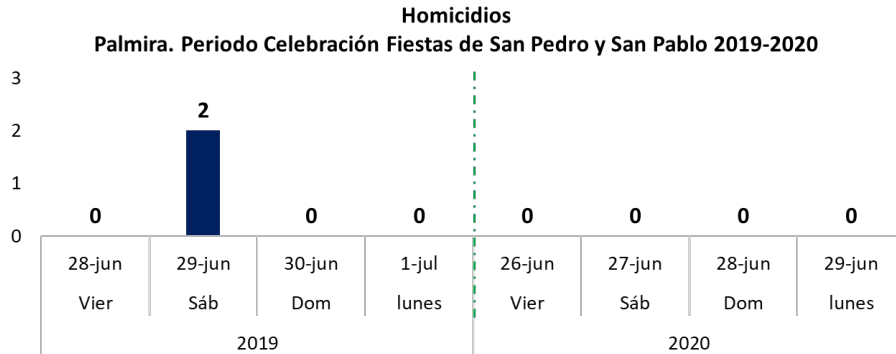 Homicidios
Palmira. Periodo Celebración Fiestas de San Pedro y San Pablo 2019-2020
3
2
1
0
0 2 0 0 0 0 0 0
28-jun 29-jun 30-jun 1-jul 26-jun 27-jun 28-jun 29-jun
Vier Sáb Dom lunes Vier Sáb Dom lunes
2019 2020